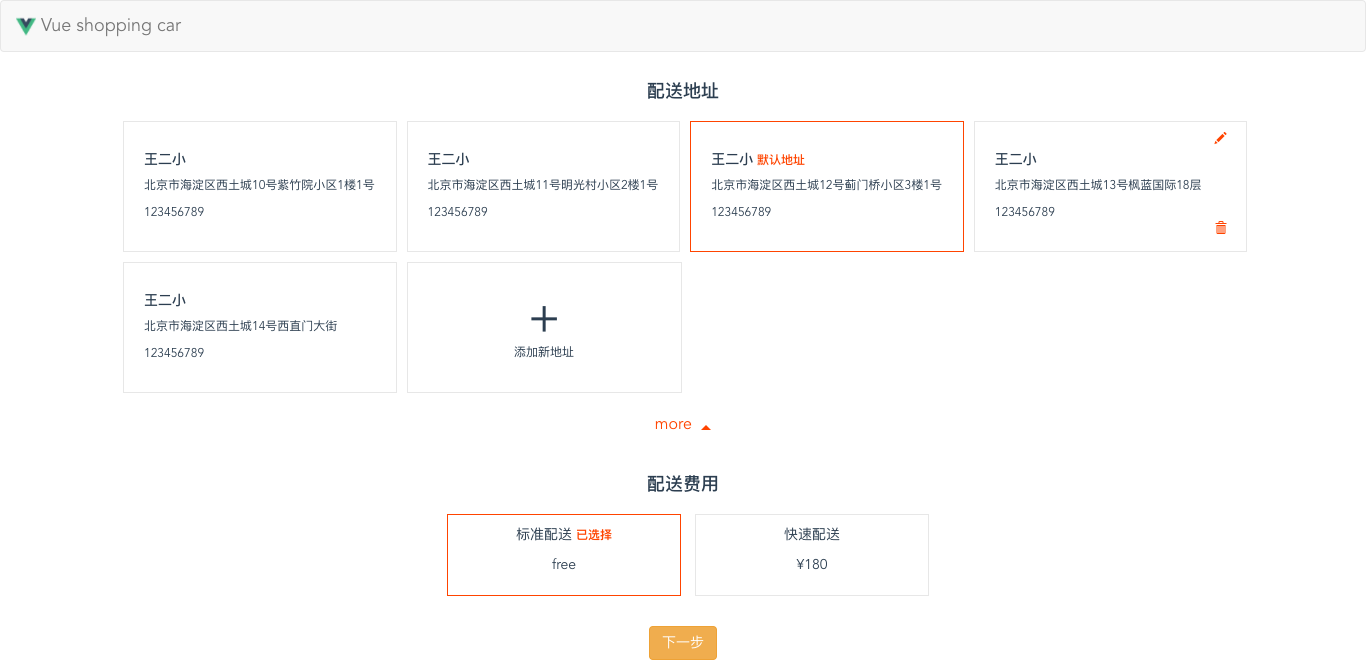 Vue shopping car
配送地址
王二小
北京市海淀区西土城10号紫竹院小区1楼1号
123456789
王二小
北京市海淀区西土城11号明光村小区2楼1号
123456789
王二小 默认地址
北京市海淀区西土城12号蓟门桥小区3楼1号
123456789
王二小
北京市海淀区西土城13号枫蓝国际18层
123456789
王二小
北京市海淀区西土城14号西直门大街
123456789
添加新地址
more
配送费用
标准配送 已选择
free
快速配送
¥180
下一步